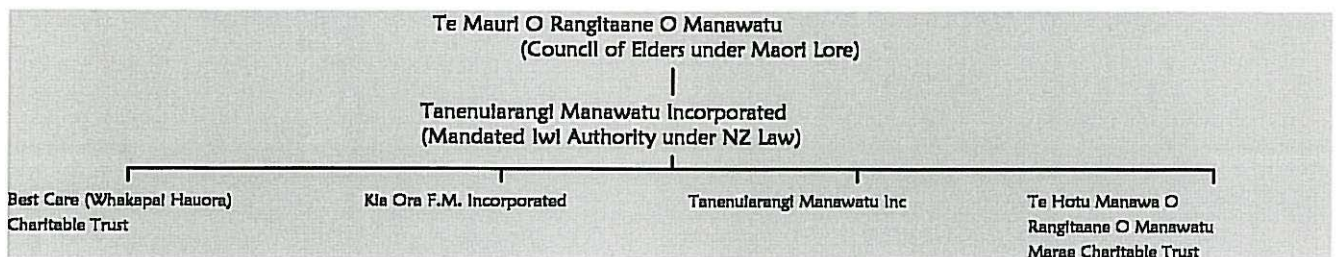 Te Mauri O Rangitaane O Manawatu
(Council of Elders under Maori Lore)
Tanenuiarangi Manawatu Incorporated
(Mandated Iwi Authority under NZ Law)
Best Care (Whakapai Hauora)
Charitable Trust
Kia Ora F.M. Incorporated
Tanenuiarangi Manawatu Inc
Te Hotu Manawa O
Rangitaane O Manawatu
Marae Charitable Trust